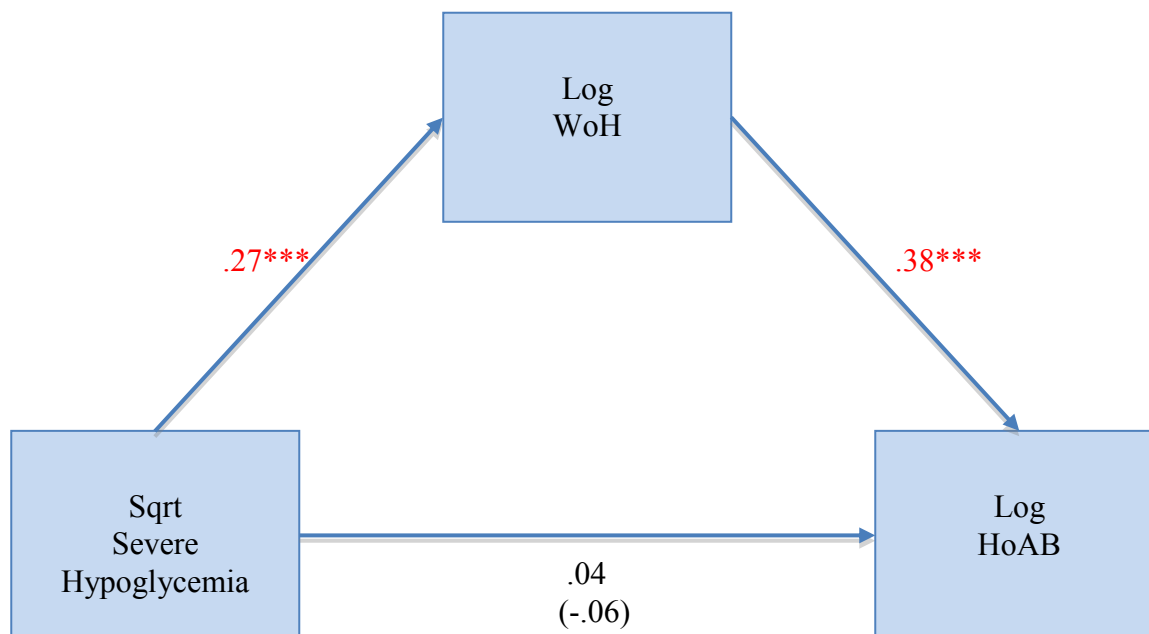 Log
WoH
.27***
.38***
Sqrt
Severe
Hypoglycemia
Log
HoAB
.04
(-.06)